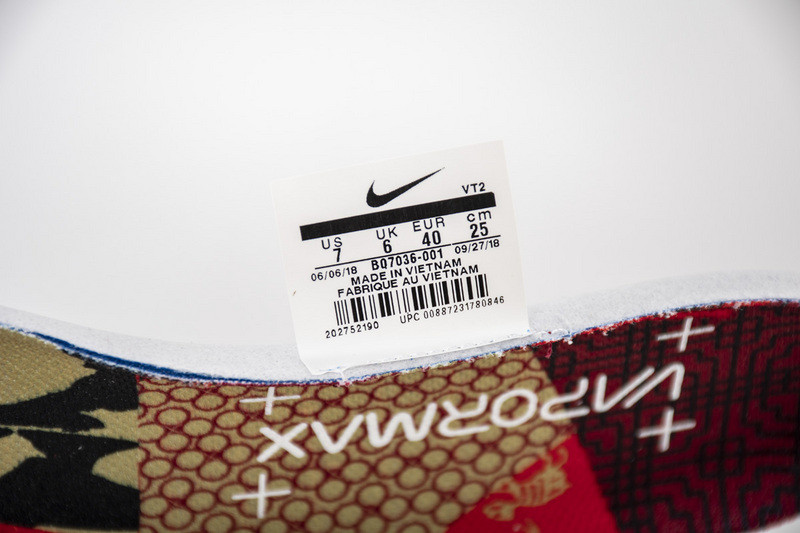 VT2
US UK EUR cm
7 6 40 25
06/06/18 BQ7036-001 09/27/18
MADE IN VIETNAM
FABRIQUE AU VIETNAM
202752190 UPC 00887231780846
VAPORMAX